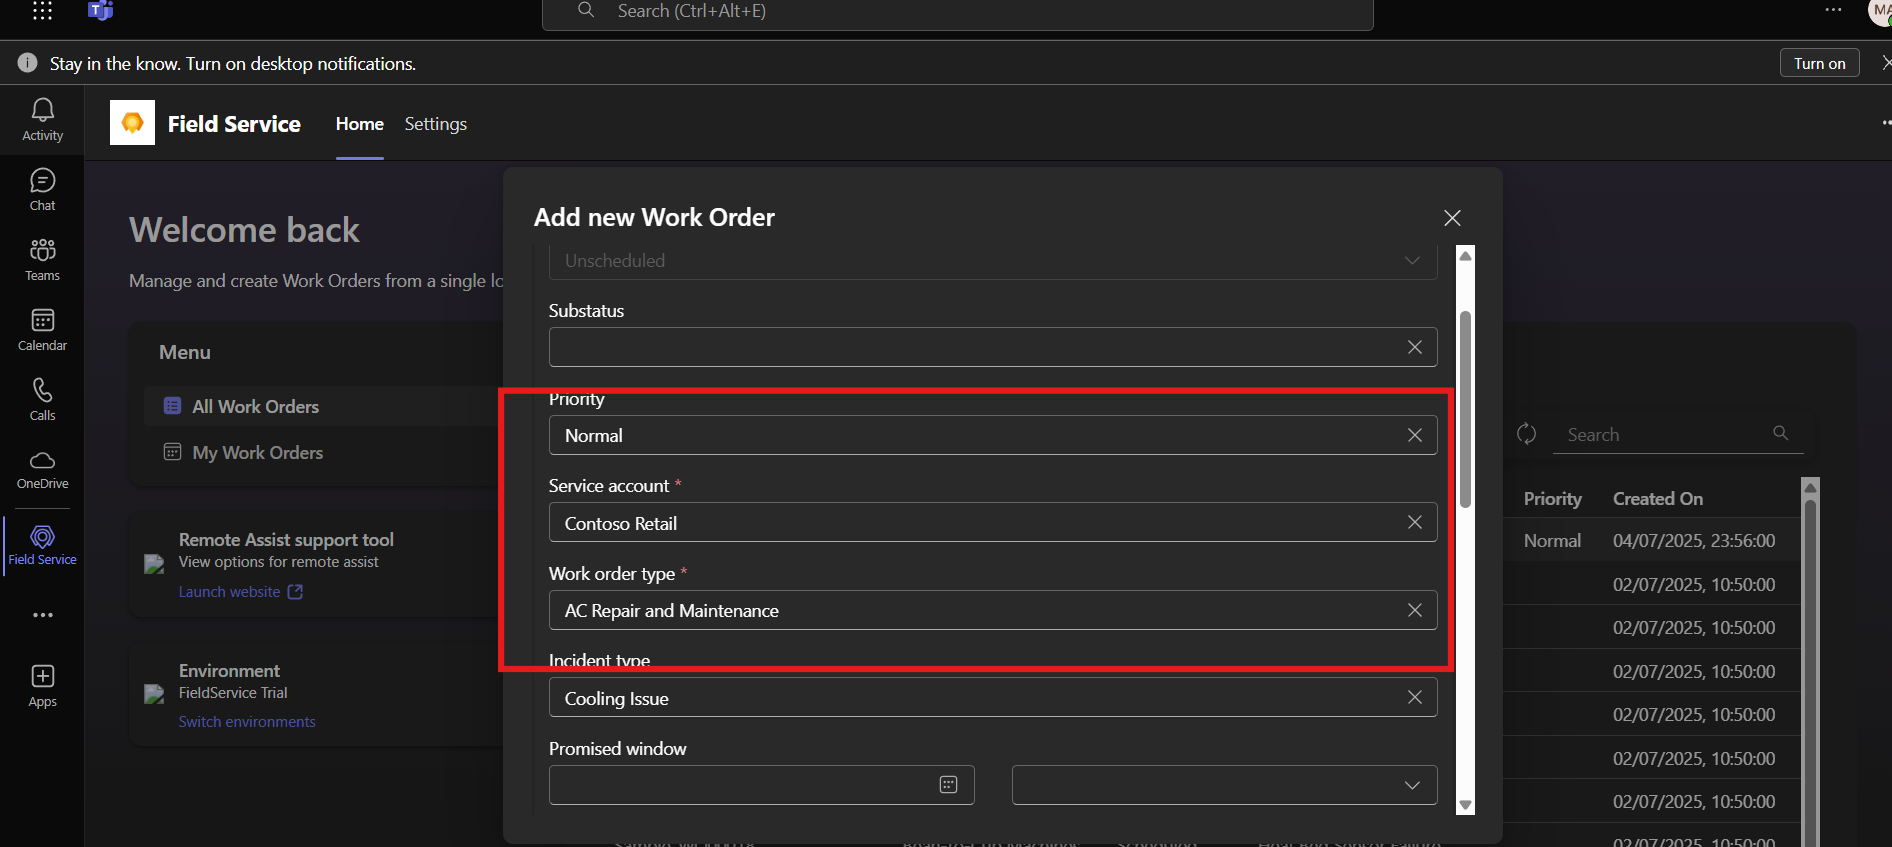 Search (Ctrl+Alt+E)
MA
Stay in the know. Turn on desktop notifications.
Turn on
Activity
Chat
Teams
Calendar
Calls
OneDrive
Field Service
Apps
Field Service
Home
Settings
Welcome back
Manage and create Work Orders from a single lo
Menu
All Work Orders
My Work Orders
Remote Assist support tool
View options for remote assist
Launch website
Environment
FieldService Trial
Switch environments
Add new Work Order
Unscheduled
Substatus
Priority
Normal
Service account *
Contoso Retail
Work order type *
AC Repair and Maintenance
Incident type
Cooling Issue
Promised window
Search
Priority Created On
Normal 04/07/2025, 23:56:00
02/07/2025, 10:50:00
02/07/2025, 10:50:00
02/07/2025, 10:50:00
02/07/2025, 10:50:00
02/07/2025, 10:50:00
02/07/2025, 10:50:00
02/07/2025, 10:50:00